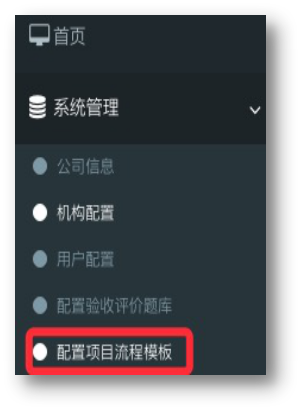 首页
系统管理
公司信息
机构配置
用户配置
配置验收评价题库
配置项目流程模板